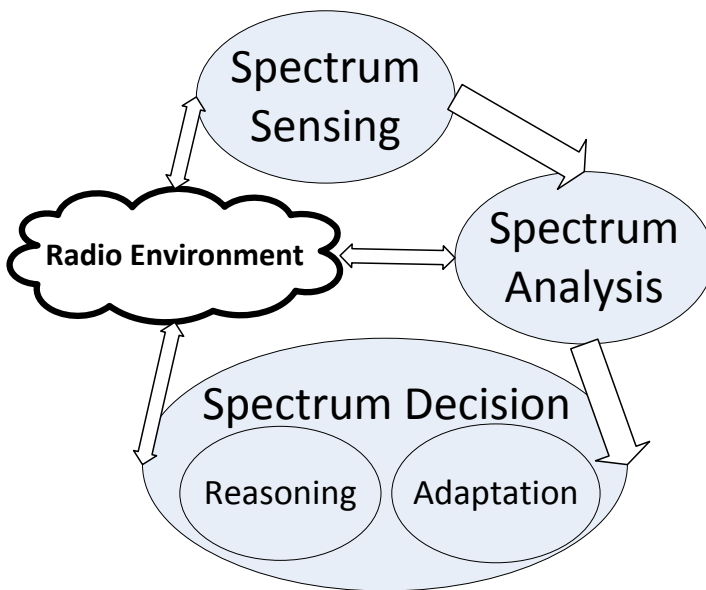 Spectrum
Sensing
Radio Environment
Spectrum
Analysis
Spectrum Decision
Reasoning
Adaptation